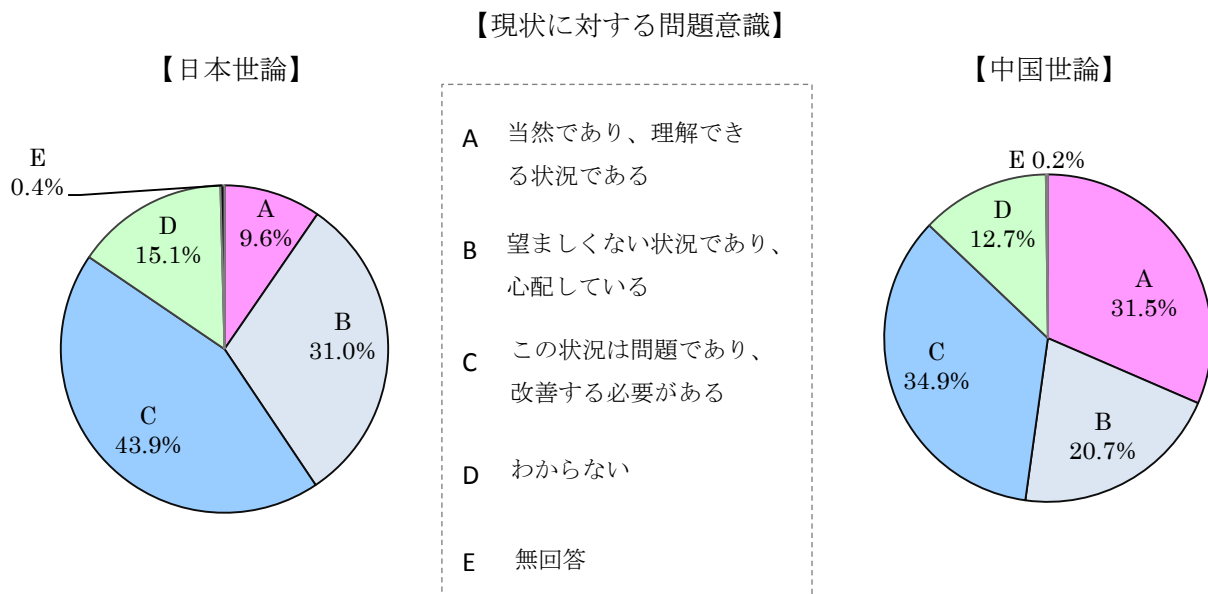 【現状に対する問題意識】
【日本世論】
E
0.4%
D
15.1%
A
9.6%
B
31.0%
C
43.9%
A 当然であり、理解でき
る状況である
B 望ましくない状況であり、
心配している
C この状況は問題であり、
改善する必要がある
D わからない
E 無回答
【中国世論】
E 0.2%
D
12.7%
A
31.5%
C
34.9%
B
20.7%